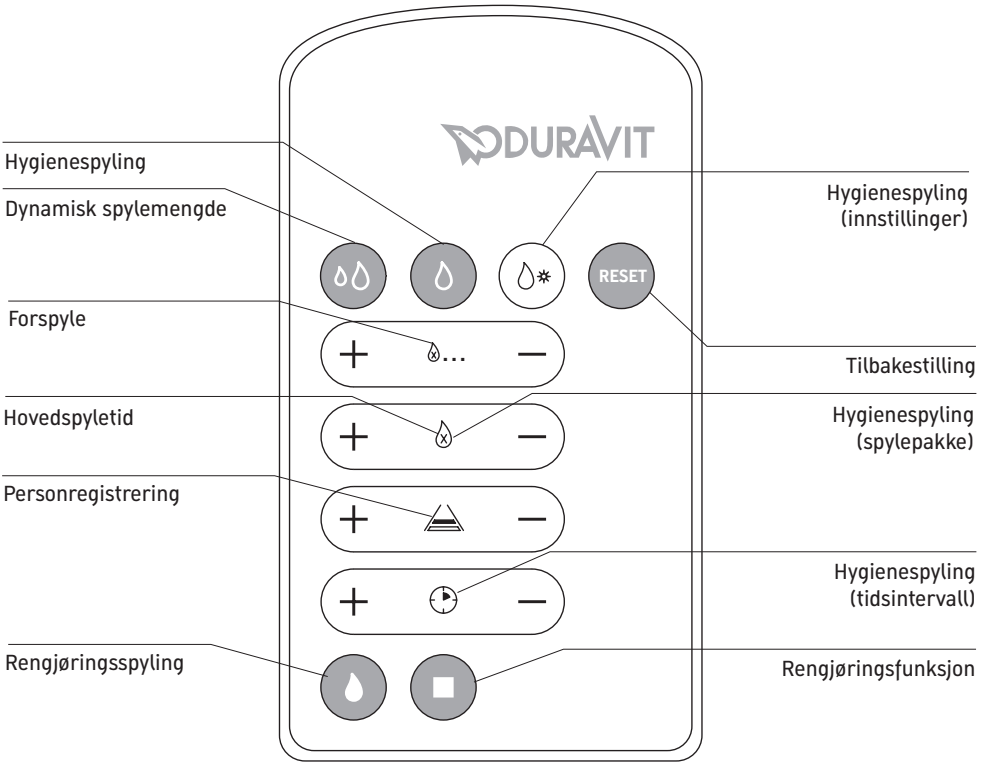 DURAVIT
Hygienespyling
Dynamisk spylemengde
Hygienespyling
(innstillinger)
RESET
Forspyle
+ x... −
Tilbakestilling
Hovedspyletid
Hygienespyling
(spylepakke)
+ x −
Personregistrering
+ −
Hygienespyling
(tidsintervall)
+ −
Rengjøringsspyling
Rengjøringsfunksjon